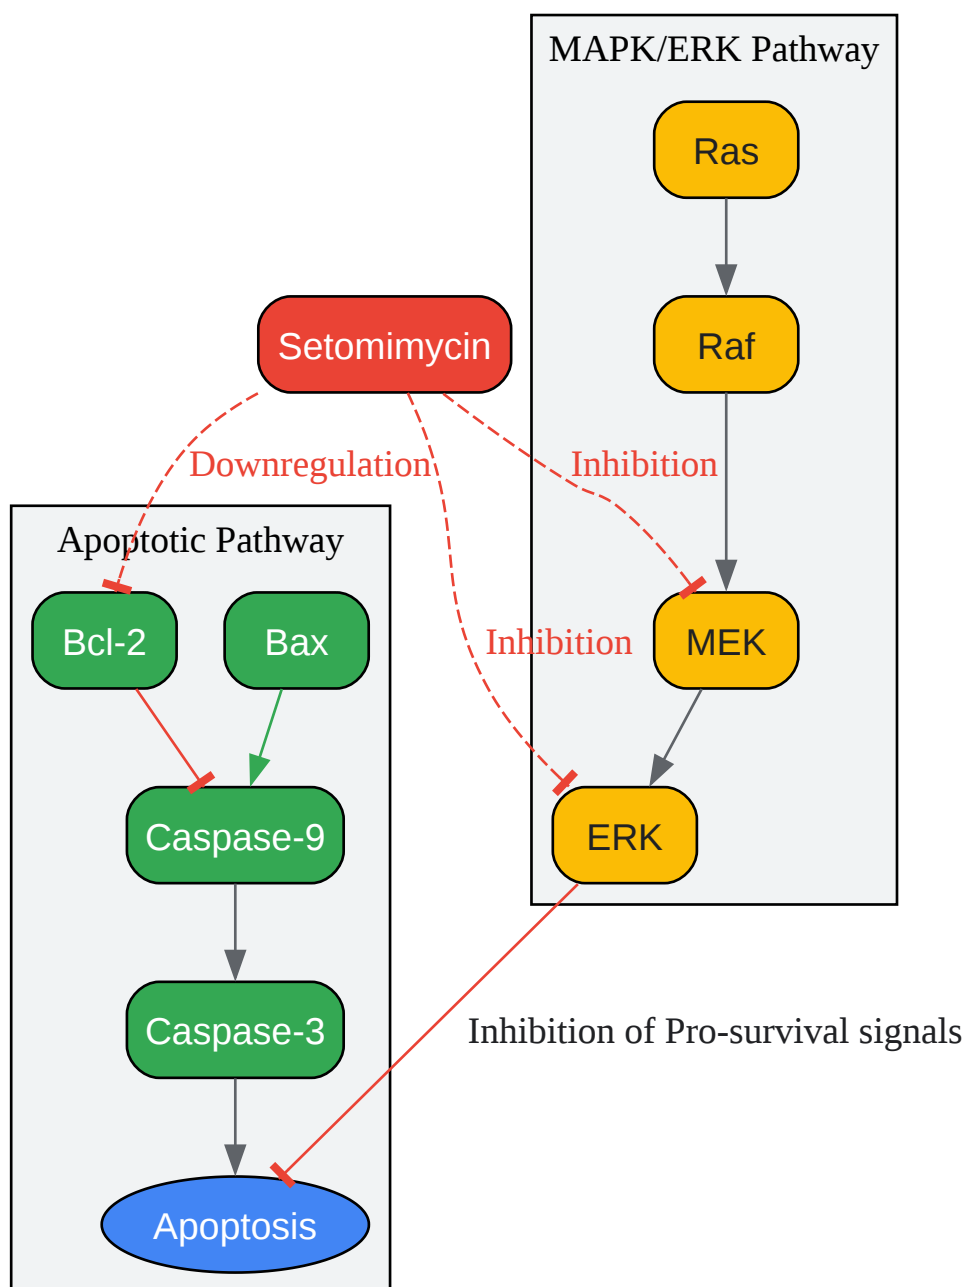 MAPK/ERK Pathway
Ras
Setomimycin
Raf
Downregulation
Inhibition
Apoptotic Pathway
Bcl-2
Bax
Inhibition
MEK
Caspase-9
ERK
Caspase-3
Inhibition of Pro-survival signals
Apoptosis